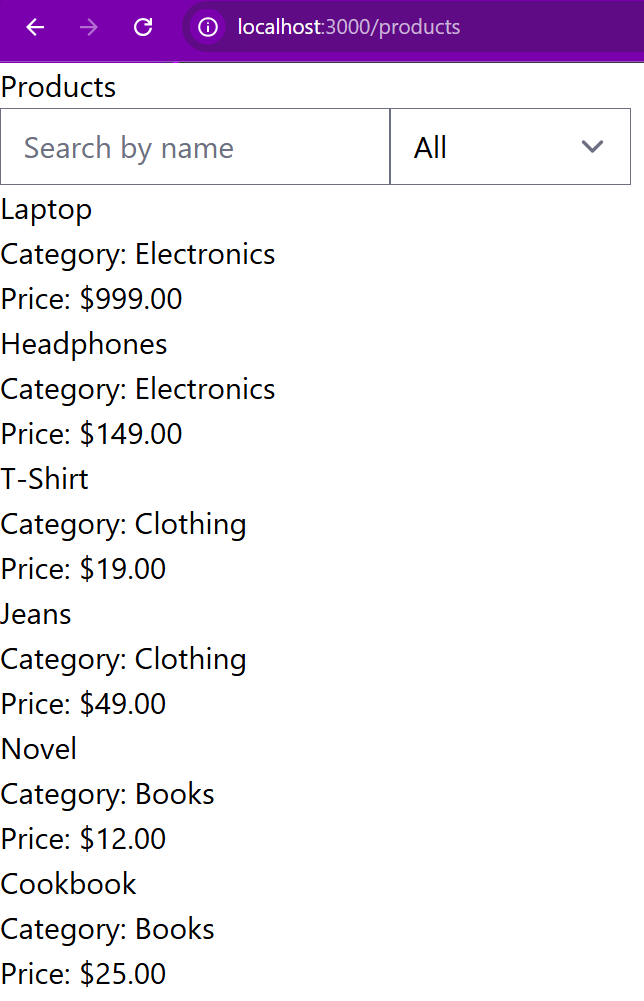 localhost:3000/products
Products
Search by name
All
Laptop
Category: Electronics
Price: $999.00
Headphones
Category: Electronics
Price: $149.00
T-Shirt
Category: Clothing
Price: $19.00
Jeans
Category: Clothing
Price: $49.00
Novel
Category: Books
Price: $12.00
Cookbook
Category: Books
Price: $25.00